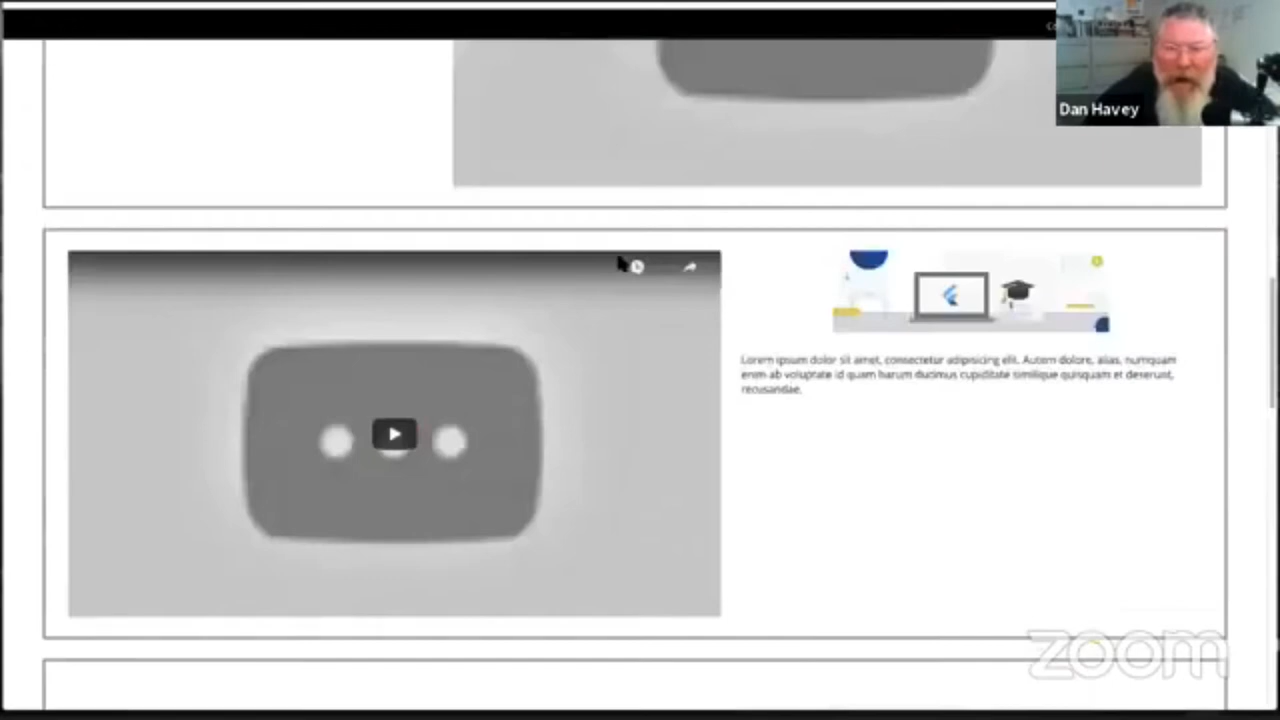 Dan Havey
Lorem ipsum dolor sit amet, consectetur adipisicing elit. Autem dolore, alias, numquam
enim ab voluptate id quam harum ducimus cupiditate similique quisquam et deserunt,
recusandae.
zoom